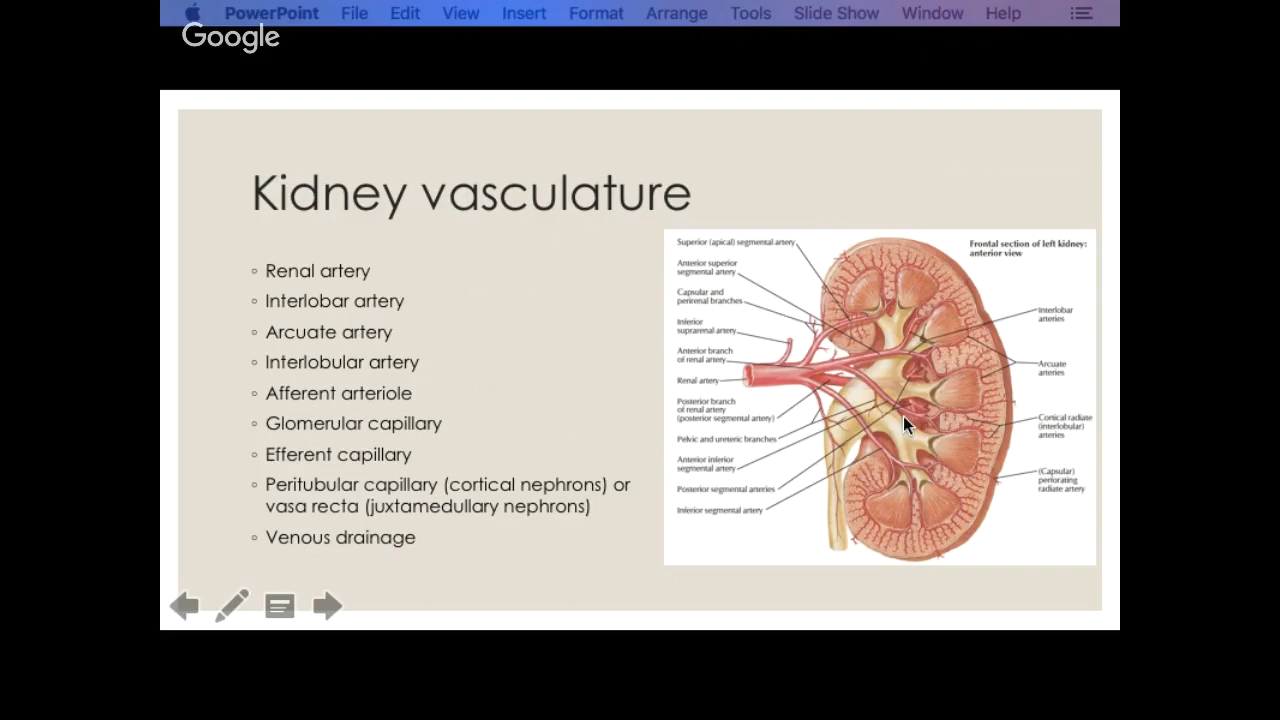 PowerPoint File Edit View Insert Format Arrange Tools Slide Show Window Help
Google
Kidney vasculature
Renal artery
Interlobar artery
Arcuate artery
Interlobular artery
Afferent arteriole
Glomerular capillary
Efferent capillary
Peritubular capillary (cortical nephrons) or
vasa recta (juxtamedullary nephrons)
Venous drainage
Superior (apical) segmental artery
Anterior superior
segmental artery
Capsular and
perirenal branches
Inferior
suprarenal artery
Anterior branch
of renal artery
Renal artery
Posterior branch
of renal artery
(posterior segmental artery)
Pelvic and ureteric branches
Anterior inferior
segmental artery
Posterior segmental arteries
Inferior segmental artery
Frontal section of left kidney:
anterior view
Interlobar
arteries
Arcuate
arteries
Cortical radiate
(interlobular)
arteries
(Capsular)
perforating
radiate artery